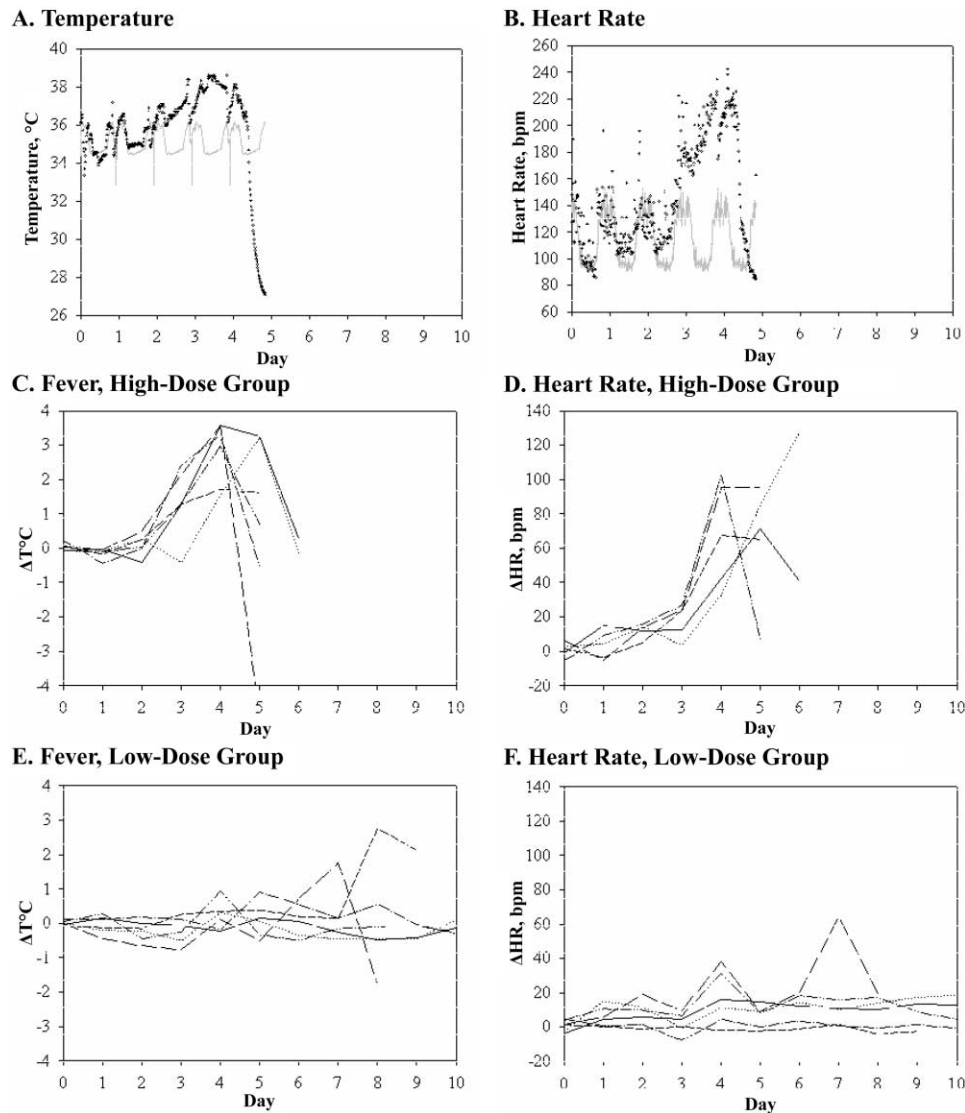 A. Temperature
40
38
36
34
32
30
28
26
Temperature, °C
0 1 2 3 4 5 6 7 8 9 10
Day
B. Heart Rate
260
240
220
200
180
160
140
120
100
80
60
Heart Rate, bpm
0 1 2 3 4 5 6 7 8 9 10
Day
C. Fever, High-Dose Group
4
3
2
1
0
-1
-2
-3
-4
ΔT°C
0 1 2 3 4 5 6 7 8 9 10
Day
D. Heart Rate, High-Dose Group
140
120
100
80
60
40
20
0
-20
ΔHR, bpm
0 1 2 3 4 5 6 7 8 9 10
Day
E. Fever, Low-Dose Group
4
3
2
1
0
-1
-2
-3
-4
ΔT°C
0 1 2 3 4 5 6 7 8 9 10
Day
F. Heart Rate, Low-Dose Group
140
120
100
80
60
40
20
0
-20
ΔHR, bpm
0 1 2 3 4 5 6 7 8 9 10
Day